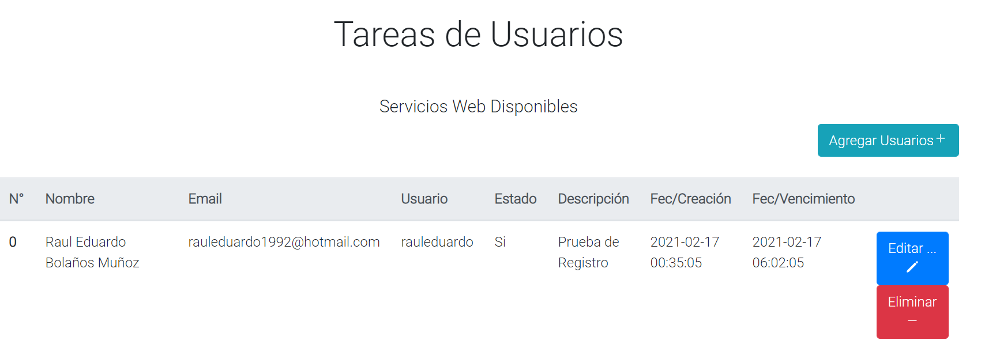 Tareas de Usuarios
Servicios Web Disponibles
Agregar Usuarios+
N° Nombre Email Usuario Estado Descripción Fec/Creación Fec/Vencimiento
0 Raul Eduardo rauleduardo1992@hotmail.com rauleduardo Si Prueba de 2021-02-17 2021-02-17 Editar ...
Bolaños Muñoz Registro 00:35:05 06:02:05
Eliminar